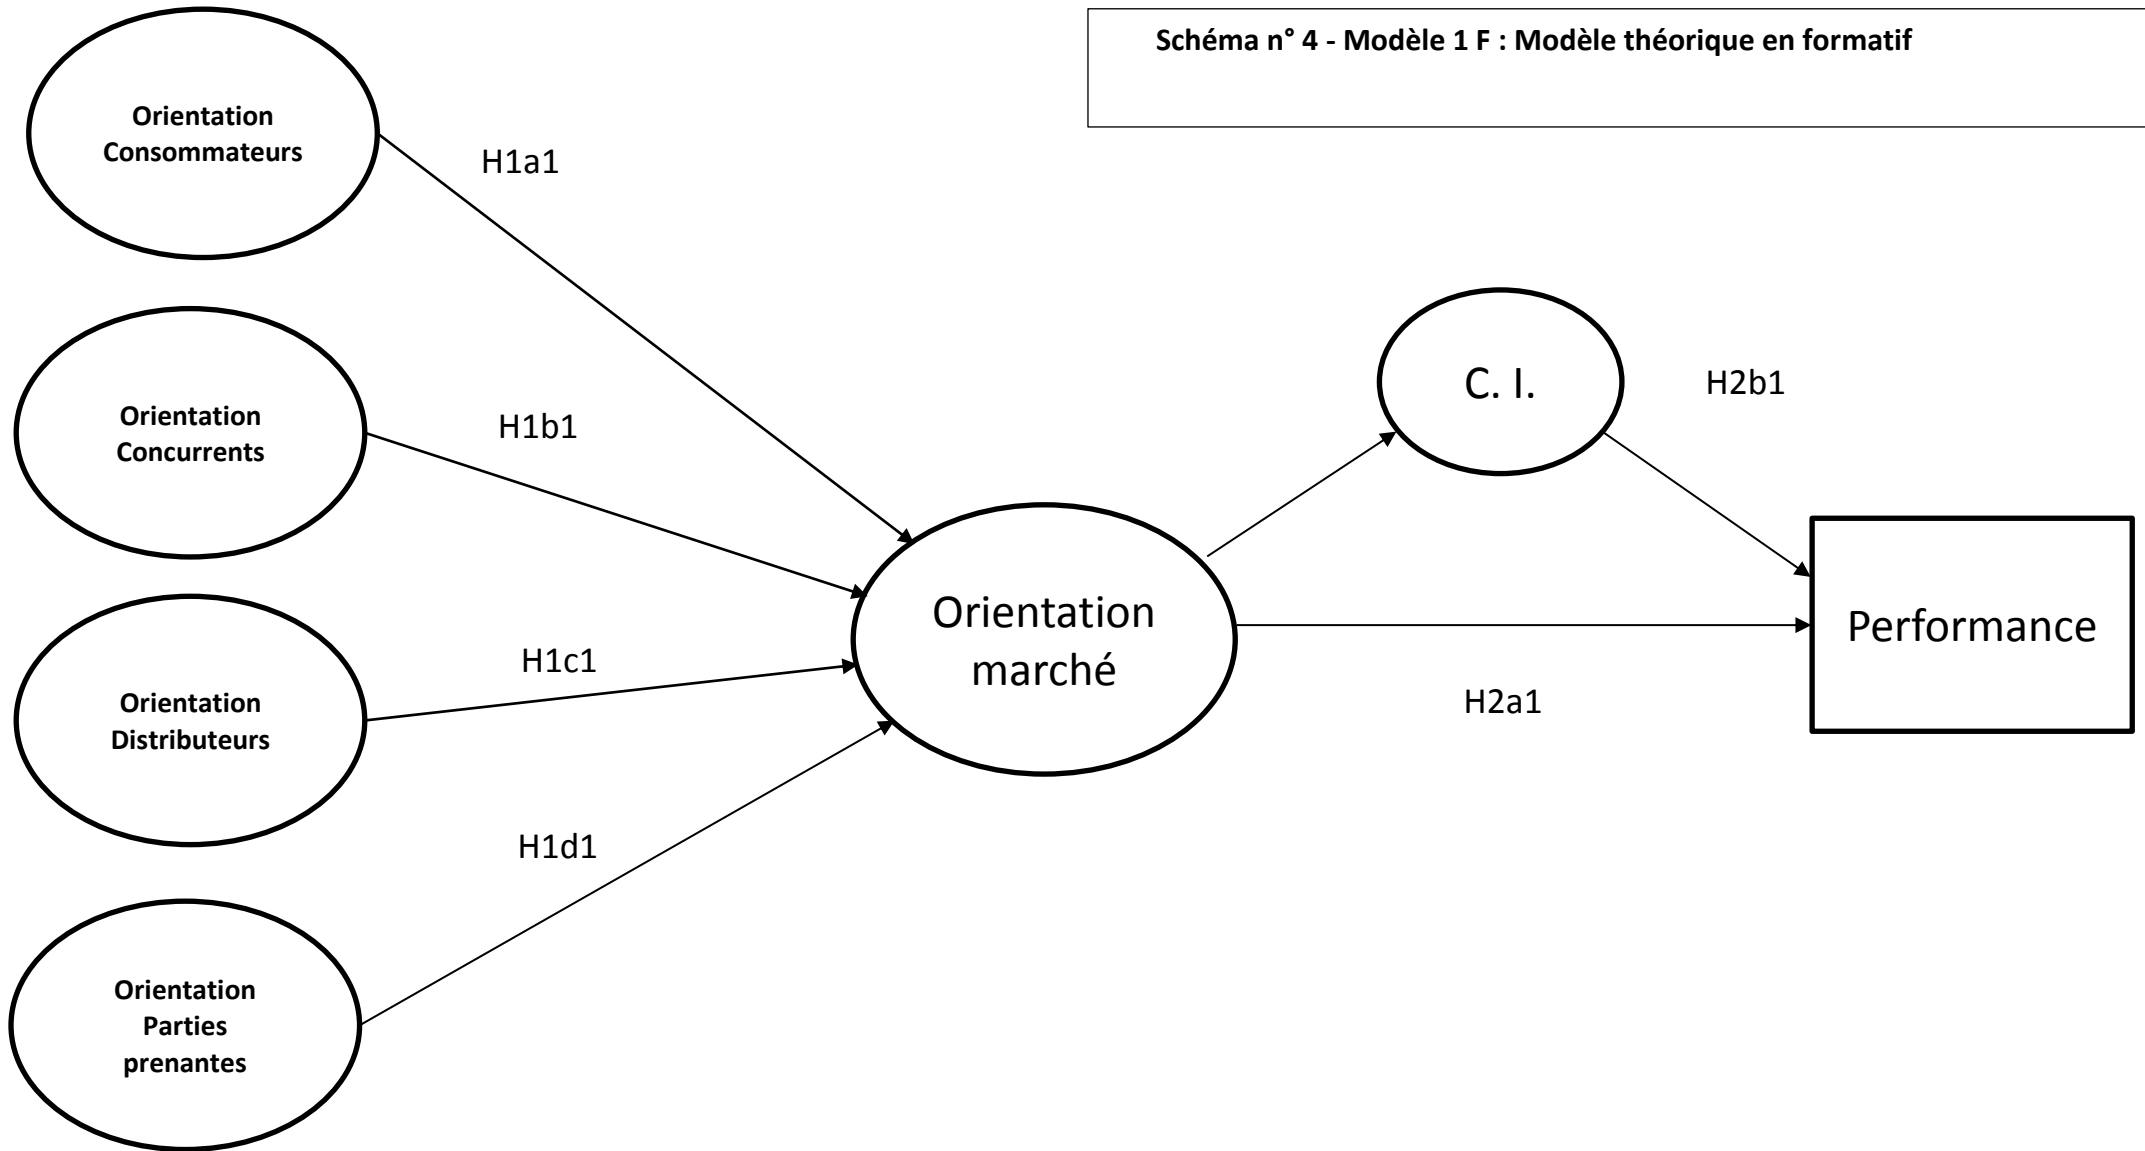 Schéma n° 4 - Modèle 1 F : Modèle théorique en formatif
Orientation
Consommateurs
H1a1
Orientation
Concurrents
H1b1
C. I.
H2b1
Orientation
marché
Performance
H2a1
Orientation
Distributeurs
H1c1
H1d1
Orientation
Parties
prenantes